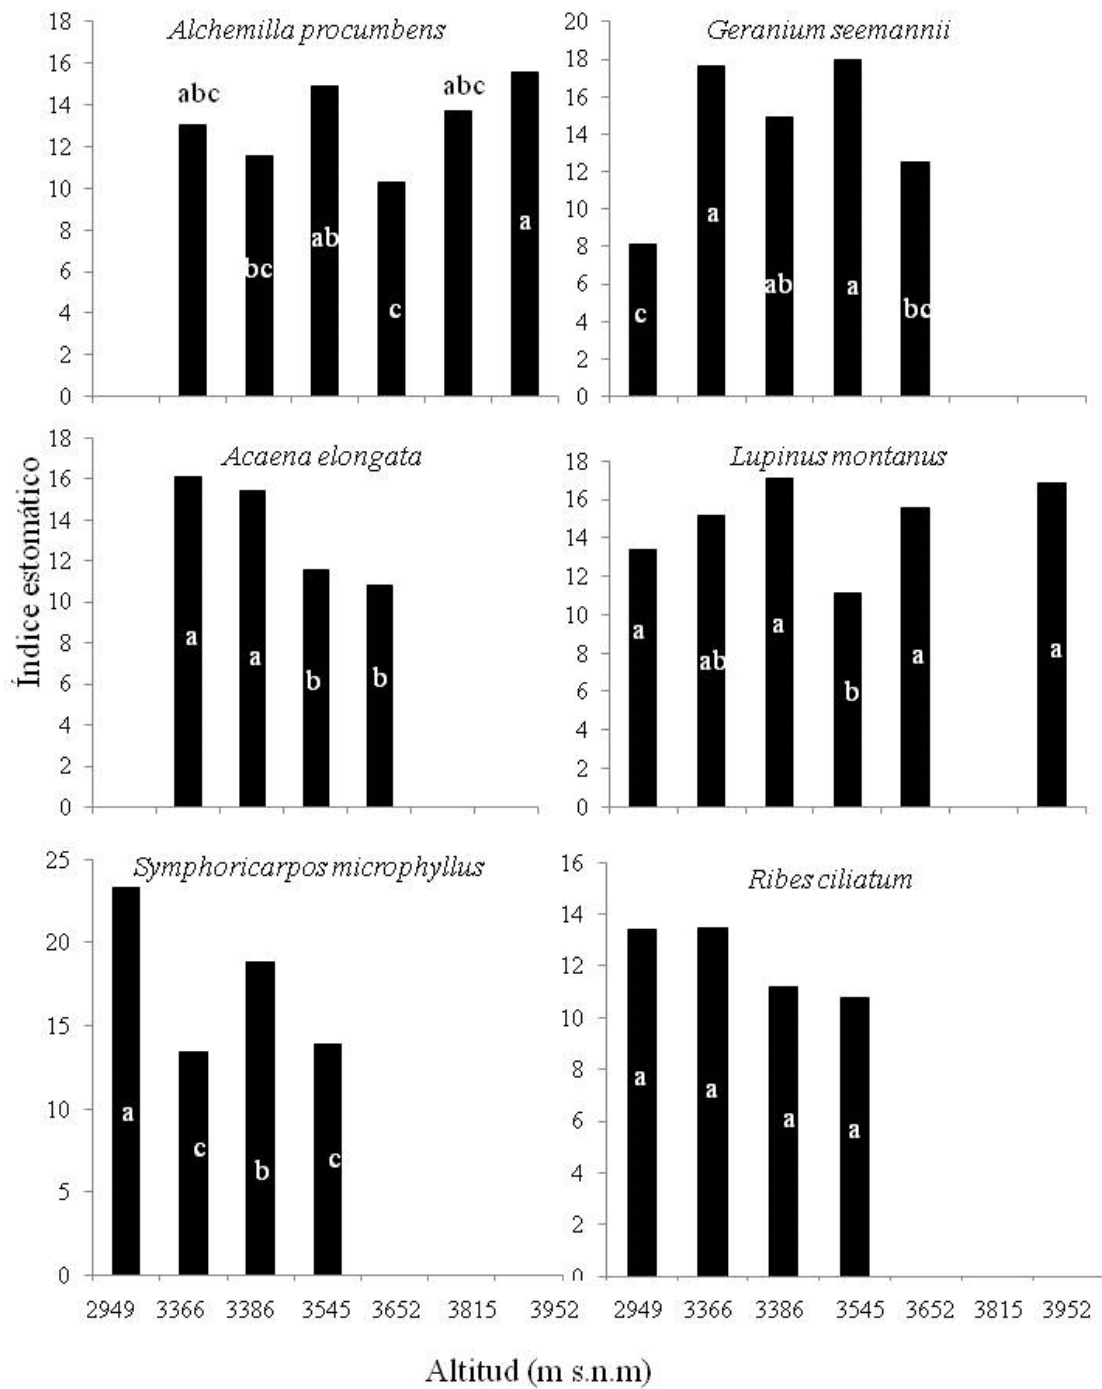 Alchemilla procumbens
18
16
14
12
10
8
6
4
2
0
abc
bc
ab
c
abc
a
Geranium seemannii
20
18
16
14
12
10
8
6
4
2
0
c
a
ab
a
bc
Índice estomático
Acaena elongata
18
16
14
12
10
8
6
4
2
0
a
a
b
b
Lupinus montanus
18
16
14
12
10
8
6
4
2
0
a
ab
a
b
a
a
Symphoricarpos microphyllus
25
20
15
10
5
0
a
c
b
c
2949 3366 3386 3545 3652 3815 3952
Ribes ciliatum
16
14
12
10
8
6
4
2
0
a
a
a
a
2949 3366 3386 3545 3652 3815 3952
Altitud (m s.n.m)